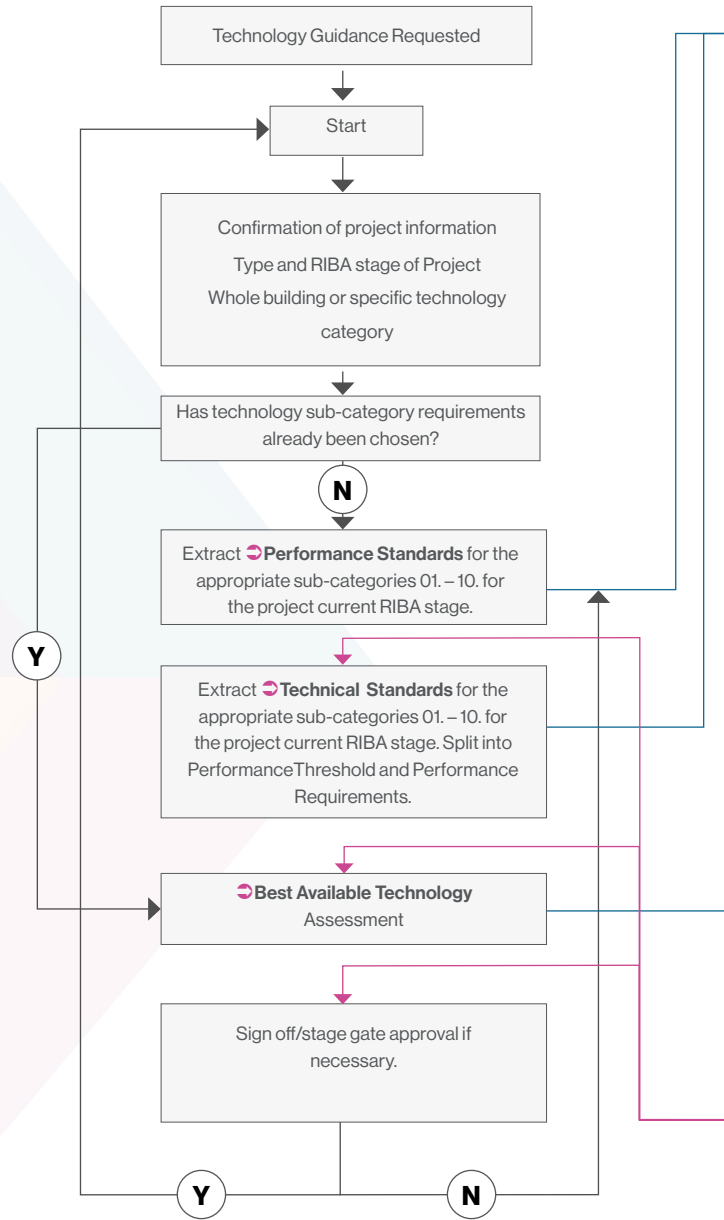 Technology Guidance Requested
Start
Confirmation of project information
Type and RIBA stage of Project
Whole building or specific technology
category
Has technology sub-category requirements
already been chosen?
N
Extract ➲Performance Standards for the
appropriate sub-categories 01. – 10. for
the project current RIBA stage.
Y
Extract ➲Technical Standards for the
appropriate sub-categories 01. – 10. for
the project current RIBA stage. Split into
PerformanceThreshold and Performance
Requirements.
➲Best Available Technology
Assessment
Sign off/stage gate approval if
necessary.
Y
N